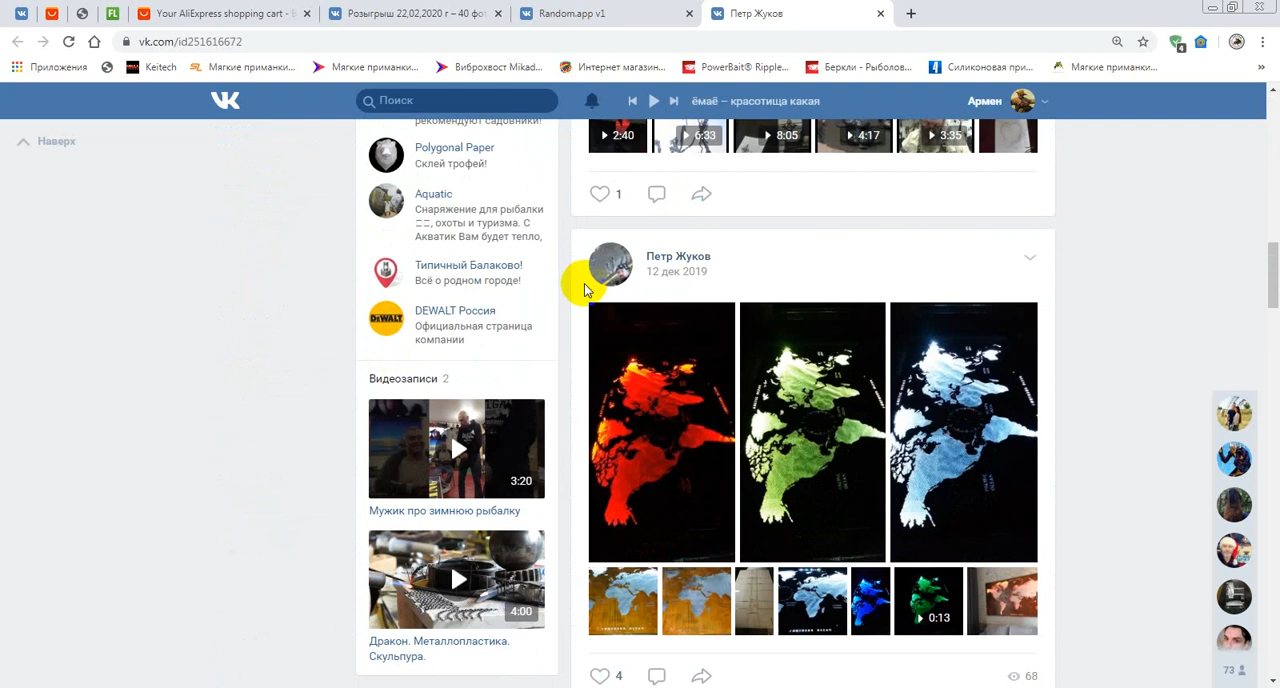 Your AliExpress shopping cart - Б
Розыгрыш 22,02,2020 г – 40 фот
Random.app v1
Петр Жуков
vk.com/id251616672
4
Приложения
Keitech
Мягкие приманки...
Мягкие приманки...
Виброхвост Mikad...
Интернет магазин...
PowerBait® Ripple...
Беркли - Рыболов...
Силиконовая при...
Мягкие приманки...
»
Поиск
ёмаё – красотища какая
Армен
Наверх
рекомендуют садовники!
Polygonal Paper
Склей трофей!
Aquatic
Снаряжение для рыбалки
, охоты и туризма. С
Акватик Вам будет тепло,
Типичный Балаково!
Всё о родном городе!
DEWALT
DEWALT Россия
Официальная страница
компании
Видеозаписи 2
3:20
Мужик про зимнюю рыбалку
4:00
Дракон. Металлопластика.
Скульпура.
2:40
6:33
8:05
4:17
3:35
1
Петр Жуков
12 дек 2019
0:13
4
68
73